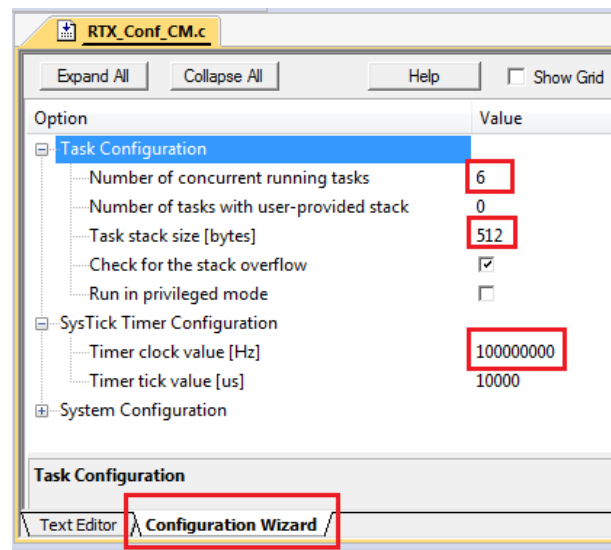 RTX_Conf_CM.c
Expand All Collapse All Help Show Grid
Option Value
Task Configuration
Number of concurrent running tasks 6
Number of tasks with user-provided stack 0
Task stack size [bytes] 512
Check for the stack overflow
Run in privileged mode
SysTick Timer Configuration
Timer clock value [Hz] 100000000
Timer tick value [us] 10000
System Configuration
Task Configuration
Text Editor Configuration Wizard